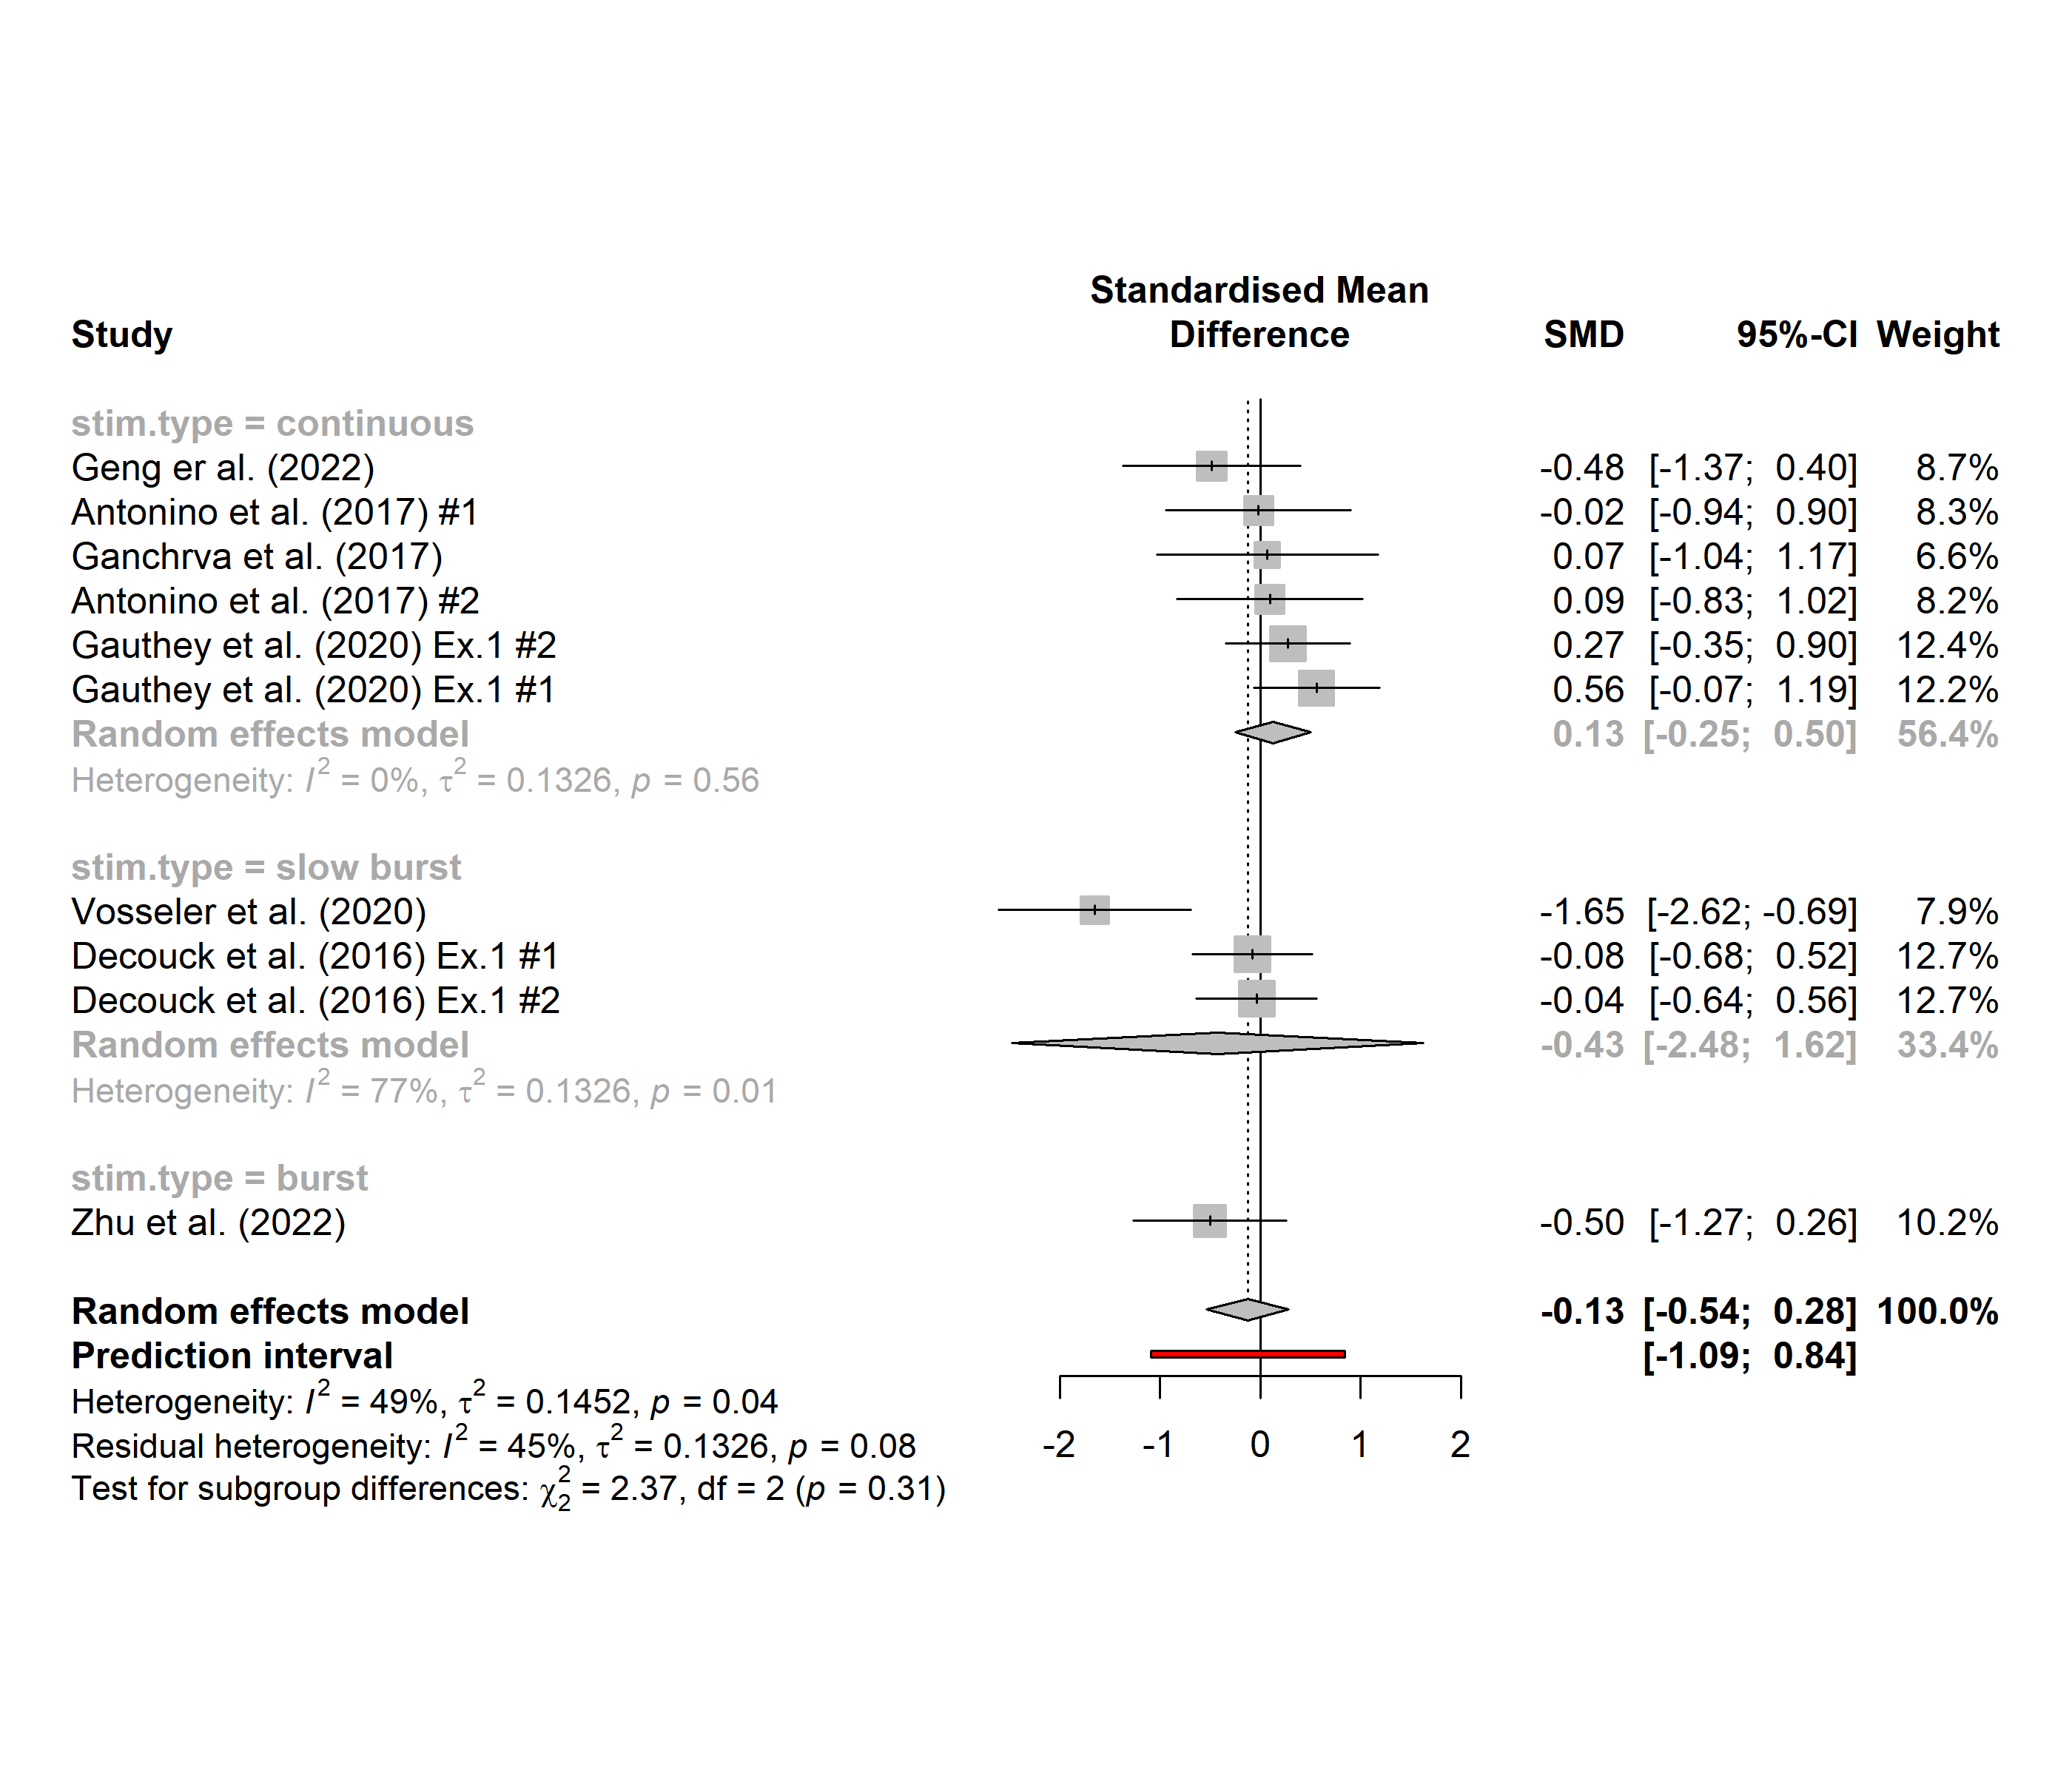 Standardised Mean
Study Difference SMD 95%-CI Weight
stim.type = continuous
Geng er al. (2022) -0.48 [-1.37; 0.40] 8.7%
Antonino et al. (2017) #1 -0.02 [-0.94; 0.90] 8.3%
Ganchrva et al. (2017) 0.07 [-1.04; 1.17] 6.6%
Antonino et al. (2017) #2 0.09 [-0.83; 1.02] 8.2%
Gauthey et al. (2020) Ex.1 #2 0.27 [-0.35; 0.90] 12.4%
Gauthey et al. (2020) Ex.1 #1 0.56 [-0.07; 1.19] 12.2%
Random effects model 0.13 [-0.25; 0.50] 56.4%
Heterogeneity: I² = 0%, τ² = 0.1326, p = 0.56
stim.type = slow burst
Vosseler et al. (2020) -1.65 [-2.62; -0.69] 7.9%
Decouck et al. (2016) Ex.1 #1 -0.08 [-0.68; 0.52] 12.7%
Decouck et al. (2016) Ex.1 #2 -0.04 [-0.64; 0.56] 12.7%
Random effects model -0.43 [-2.48; 1.62] 33.4%
Heterogeneity: I² = 77%, τ² = 0.1326, p = 0.01
stim.type = burst
Zhu et al. (2022) -0.50 [-1.27; 0.26] 10.2%
Random effects model -0.13 [-0.54; 0.28] 100.0%
Prediction interval [-1.09; 0.84]
Heterogeneity: I² = 49%, τ² = 0.1452, p = 0.04
Residual heterogeneity: I² = 45%, τ² = 0.1326, p = 0.08 -2 -1 0 1 2
Test for subgroup differences: χ²₂ = 2.37, df = 2 (p = 0.31)